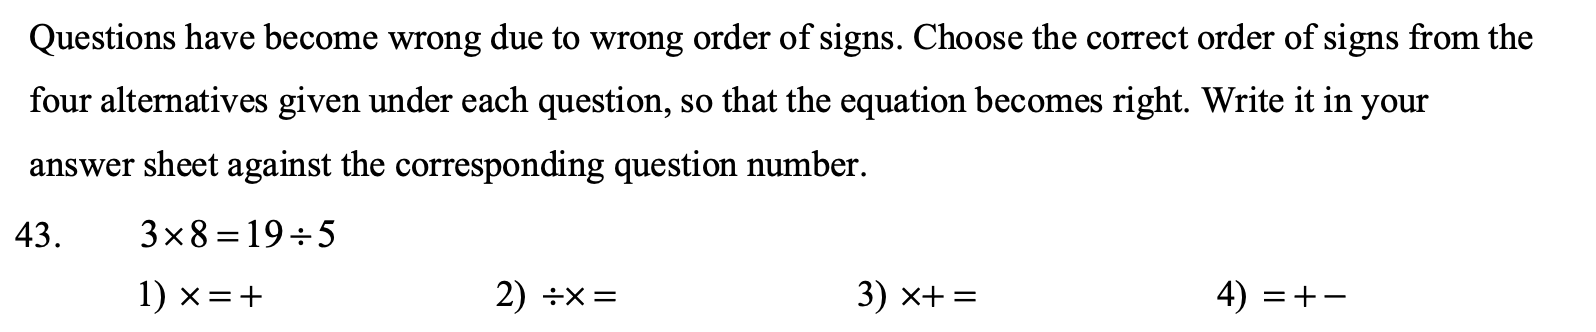 Questions have become wrong due to wrong order of signs. Choose the correct order of signs from the
four alternatives given under each question, so that the equation becomes right. Write it in your
answer sheet against the corresponding question number.
43. 3×8=19÷5
1) ×=+ 2) ÷×= 3) ×+= 4) =+−